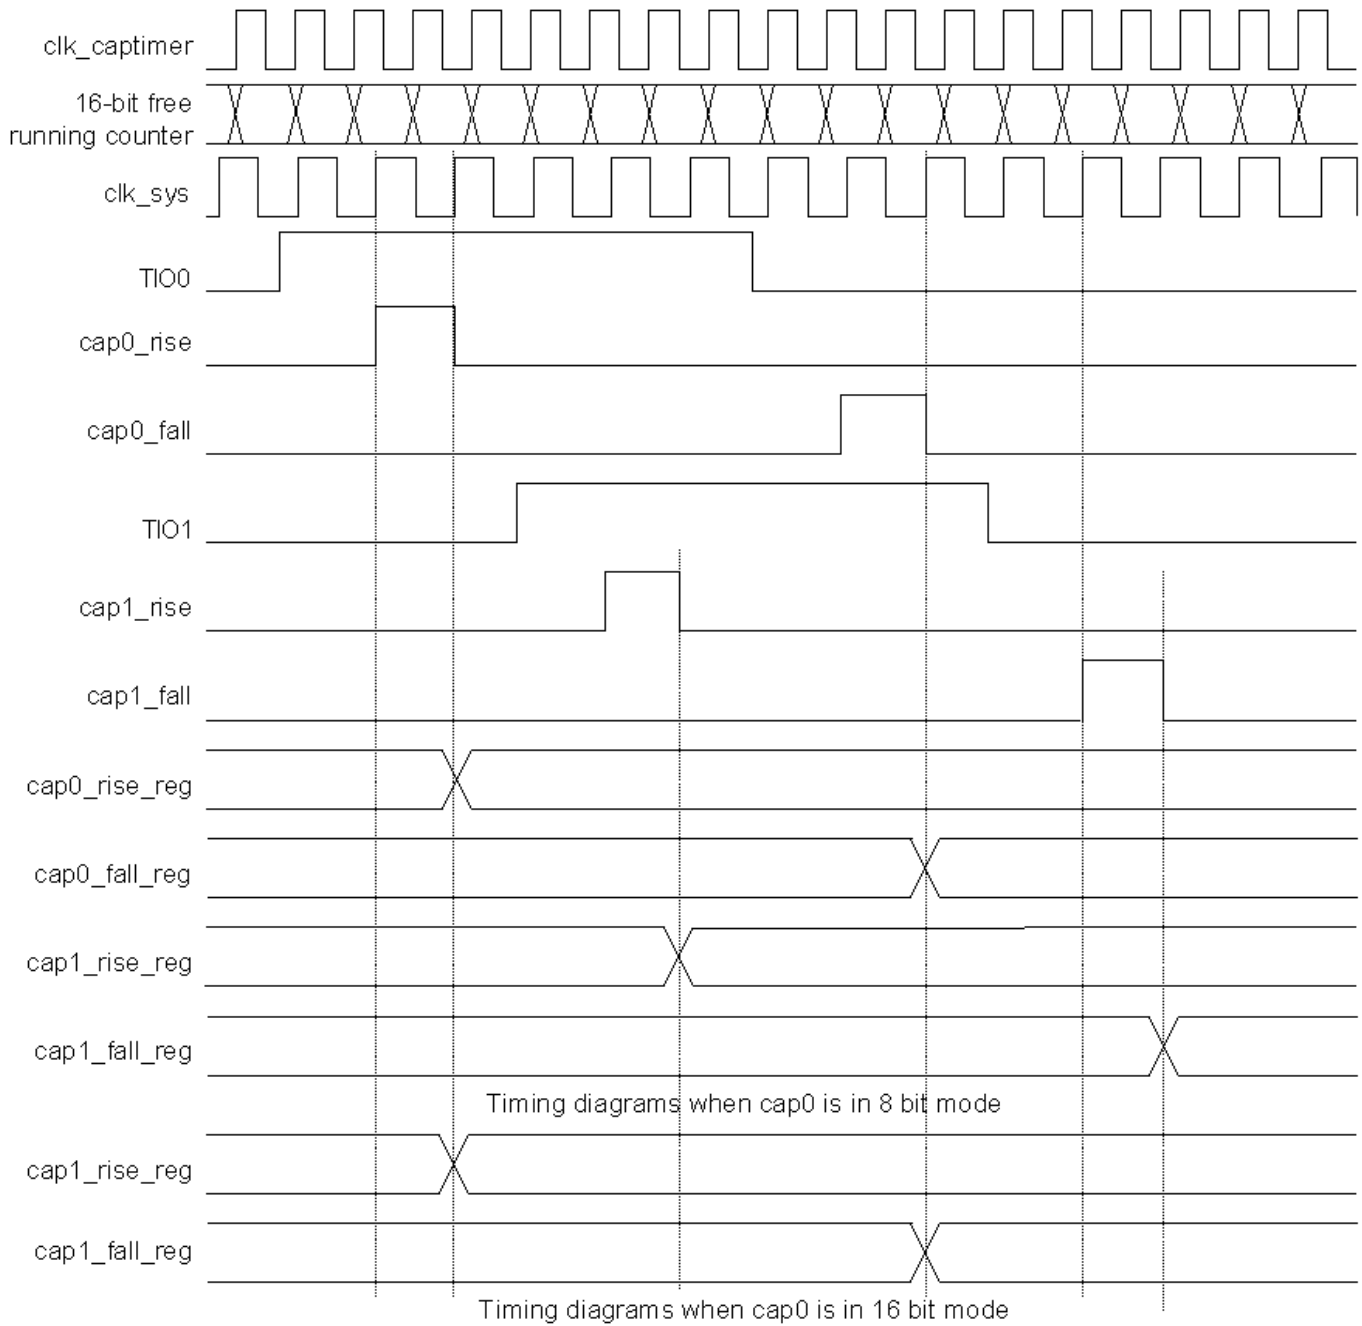 clk_captimer
16-bit free
running counter
clk_sys
TIO0
cap0_rise
cap0_fall
TIO1
cap1_rise
cap1_fall
cap0_rise_reg
cap0_fall_reg
cap1_rise_reg
cap1_fall_reg
Timing diagrams when cap0 is in 8 bit mode
cap1_rise_reg
cap1_fall_reg
Timing diagrams when cap0 is in 16 bit mode